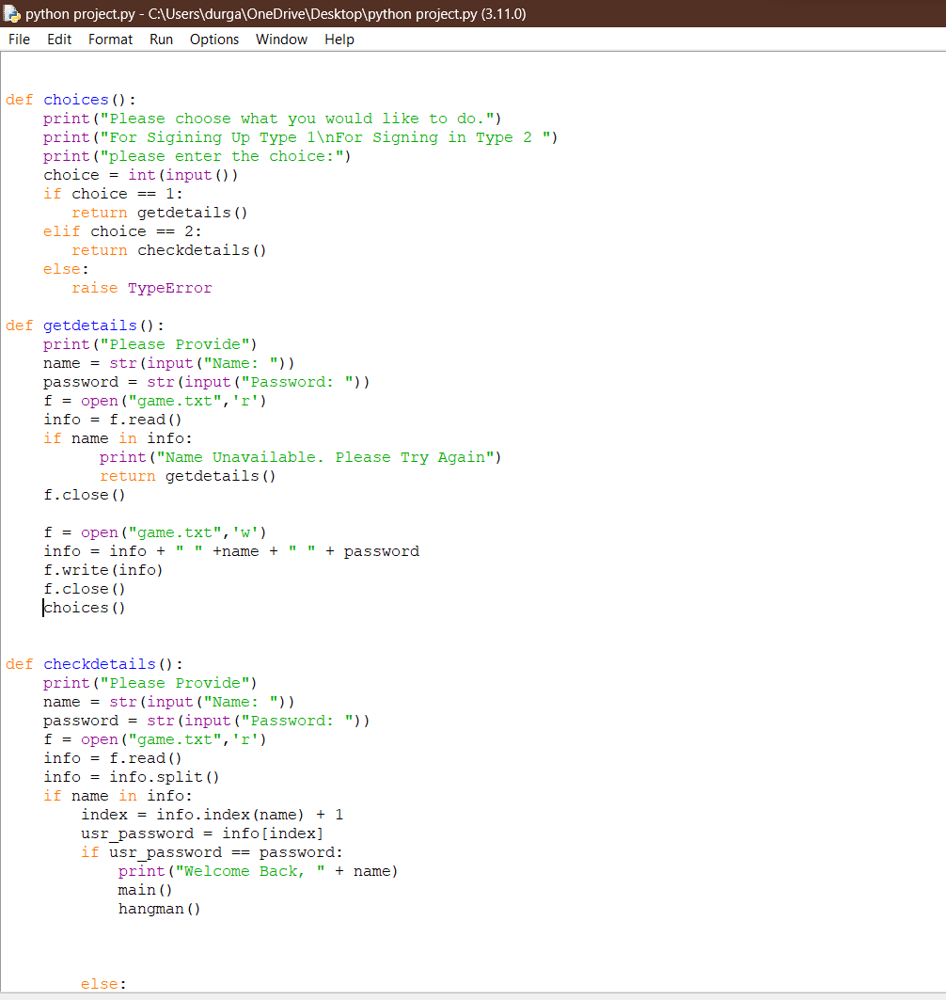 python project.py - C:\Users\durga\OneDrive\Desktop\python project.py (3.11.0)
File Edit Format Run Options Window Help
def choices():
    print("Please choose what you would like to do.")
    print("For Sigining Up Type 1\nFor Signing in Type 2 ")
    print("please enter the choice:")
    choice = int(input())
    if choice == 1:
       return getdetails()
    elif choice == 2:
       return checkdetails()
    else:
       raise TypeError
def getdetails():
    print("Please Provide")
    name = str(input("Name: "))
    password = str(input("Password: "))
    f = open("game.txt",'r')
    info = f.read()
    if name in info:
          print("Name Unavailable. Please Try Again")
          return getdetails()
    f.close()
    f = open("game.txt",'w')
    info = info + " " +name + " " + password
    f.write(info)
    f.close()
    choices()
def checkdetails():
    print("Please Provide")
    name = str(input("Name: "))
    password = str(input("Password: "))
    f = open("game.txt",'r')
    info = f.read()
    info = info.split()
    if name in info:
        index = info.index(name) + 1
        usr_password = info[index]
        if usr_password == password:
            print("Welcome Back, " + name)
            main()
            hangman()
        else: